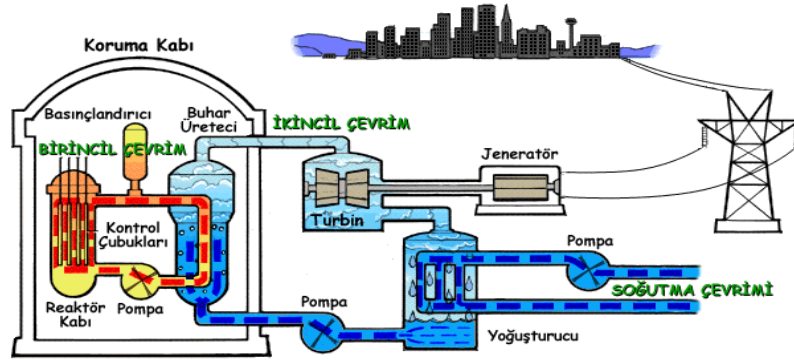 Koruma Kabı
Basınçlandırıcı
Buhar
Üreteci
İKİNCİL ÇEVRİM
BİRİNCİL ÇEVRİM
Jeneratör
Türbin
Kontrol
Çubukları
Pompa
Reaktör
Kabı
Pompa
Pompa
SOĞUTMA ÇEVRİMİ
Yoğuşturucu